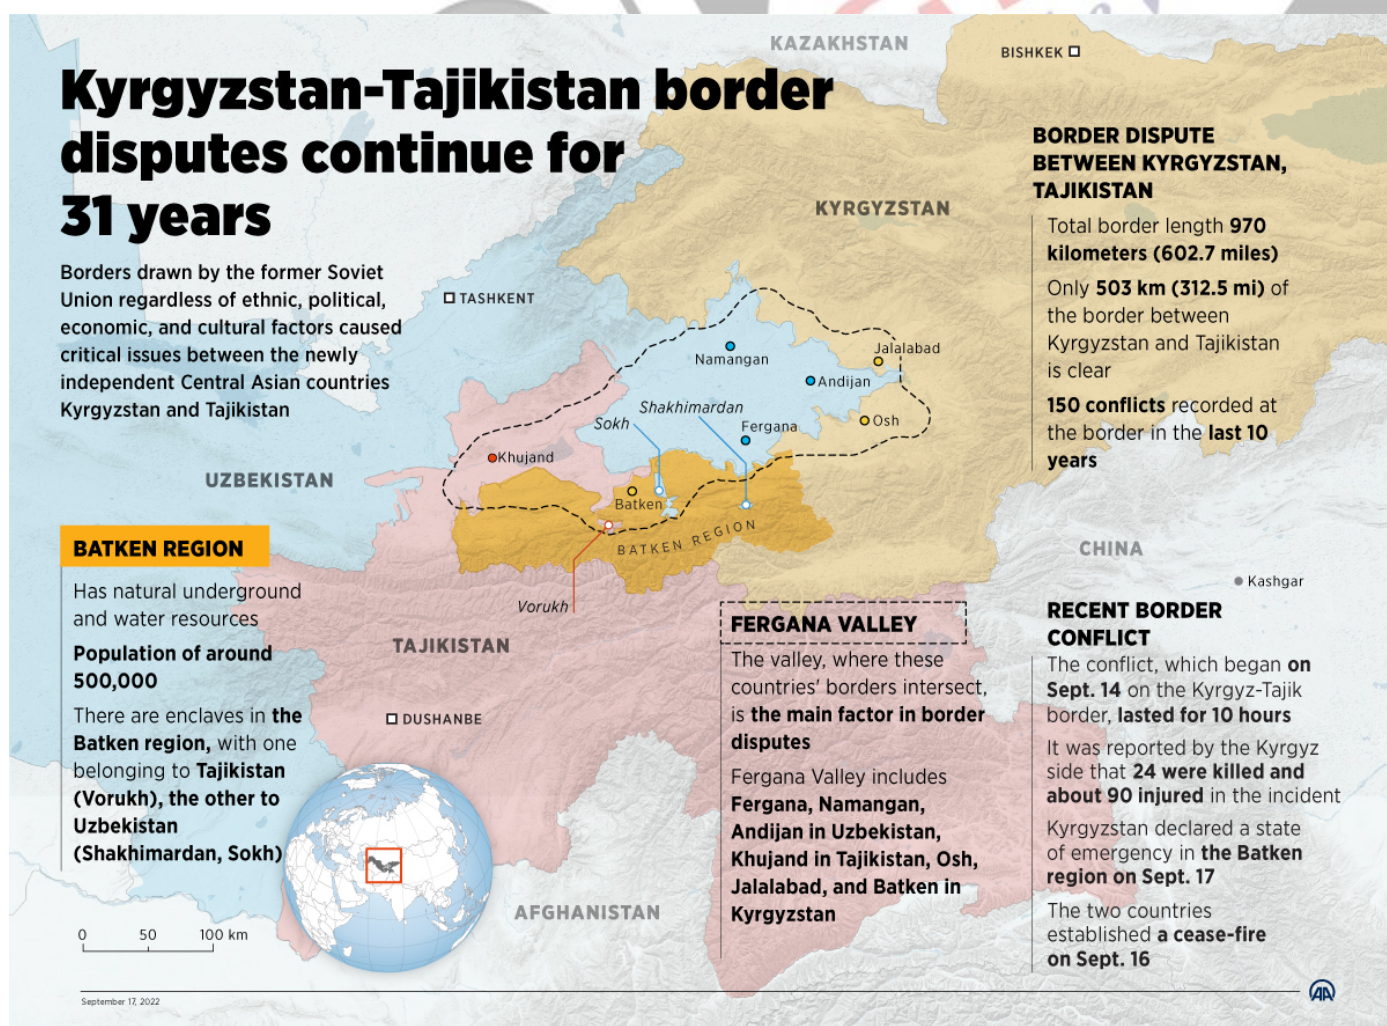 KAZAKHSTAN
BISHKEK
Kyrgyzstan-Tajikistan border
disputes continue for
31 years
Borders drawn by the former Soviet
Union regardless of ethnic, political,
economic, and cultural factors caused
critical issues between the newly
independent Central Asian countries
Kyrgyzstan and Tajikistan
BORDER DISPUTE
BETWEEN KYRGYZSTAN,
TAJIKISTAN
Total border length 970
kilometers (602.7 miles)
Only 503 km (312.5 mi) of
the border between
Kyrgyzstan and Tajikistan
is clear
150 conflicts recorded at
the border in the last 10
years
KYRGYZSTAN
TASHKENT
Namangan
Jalalabad
Andijan
Shakhimardan
Sokh
Fergana
Osh
Khujand
UZBEKISTAN
Batken
BATKEN REGION
Vorukh
TAJIKISTAN
DUSHANBE
CHINA
Kashgar
AFGHANISTAN
BATKEN REGION
Has natural underground
and water resources
Population of around
500,000
There are enclaves in the
Batken region, with one
belonging to Tajikistan
(Vorukh), the other to
Uzbekistan
(Shakhimardan, Sokh)
FERGANA VALLEY
The valley, where these
countries' borders intersect,
is the main factor in border
disputes
Fergana Valley includes
Fergana, Namangan,
Andijan in Uzbekistan,
Khujand in Tajikistan, Osh,
Jalalabad, and Batken in
Kyrgyzstan
RECENT BORDER
CONFLICT
The conflict, which began on
Sept. 14 on the Kyrgyz-Tajik
border, lasted for 10 hours
It was reported by the Kyrgyz
side that 24 were killed and
about 90 injured in the incident
Kyrgyzstan declared a state
of emergency in the Batken
region on Sept. 17
The two countries
established a cease-fire
on Sept. 16
0 50 100 km
September 17, 2022
AA